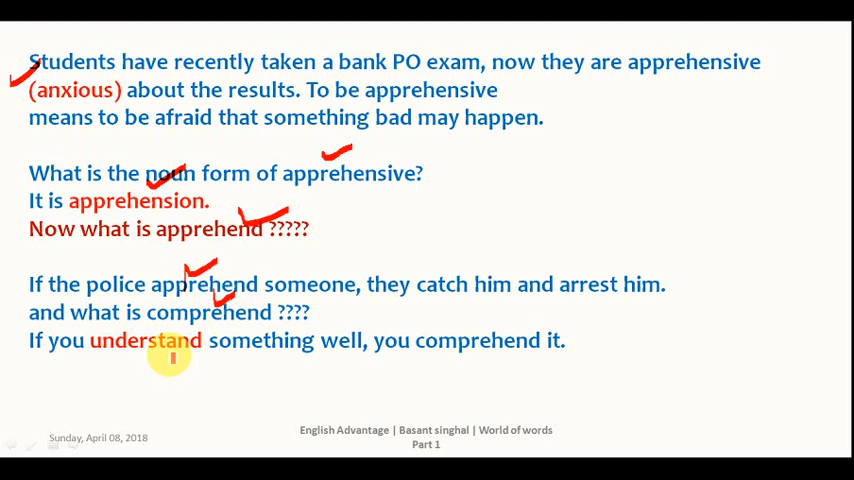 Students have recently taken a bank PO exam, now they are apprehensive
(anxious) about the results. To be apprehensive
means to be afraid that something bad may happen.
What is the noun form of apprehensive?
It is apprehension.
Now what is apprehend ?????
If the police apprehend someone, they catch him and arrest him.
and what is comprehend ????
If you understand something well, you comprehend it.
Sunday, April 08, 2018
English Advantage | Basant singhal | World of words
Part 1